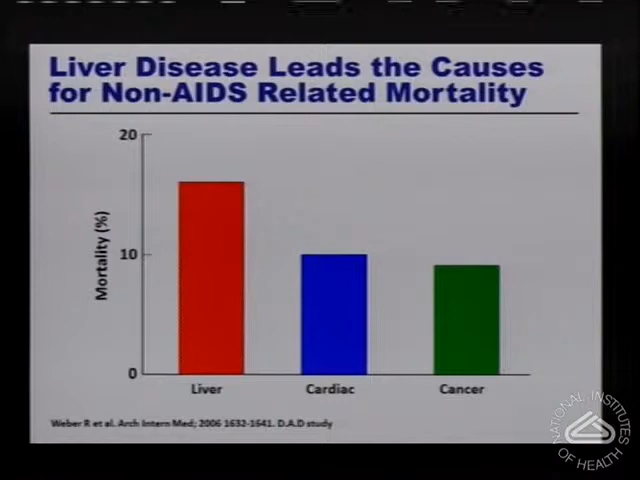 Liver Disease Leads the Causes
for Non-AIDS Related Mortality
20
10
0
Mortality (%)
Liver Cardiac Cancer
Weber R et al. Arch Intern Med; 2006 1632-1641. D.A.D study
NATIONAL INSTITUTES
OF HEALTH